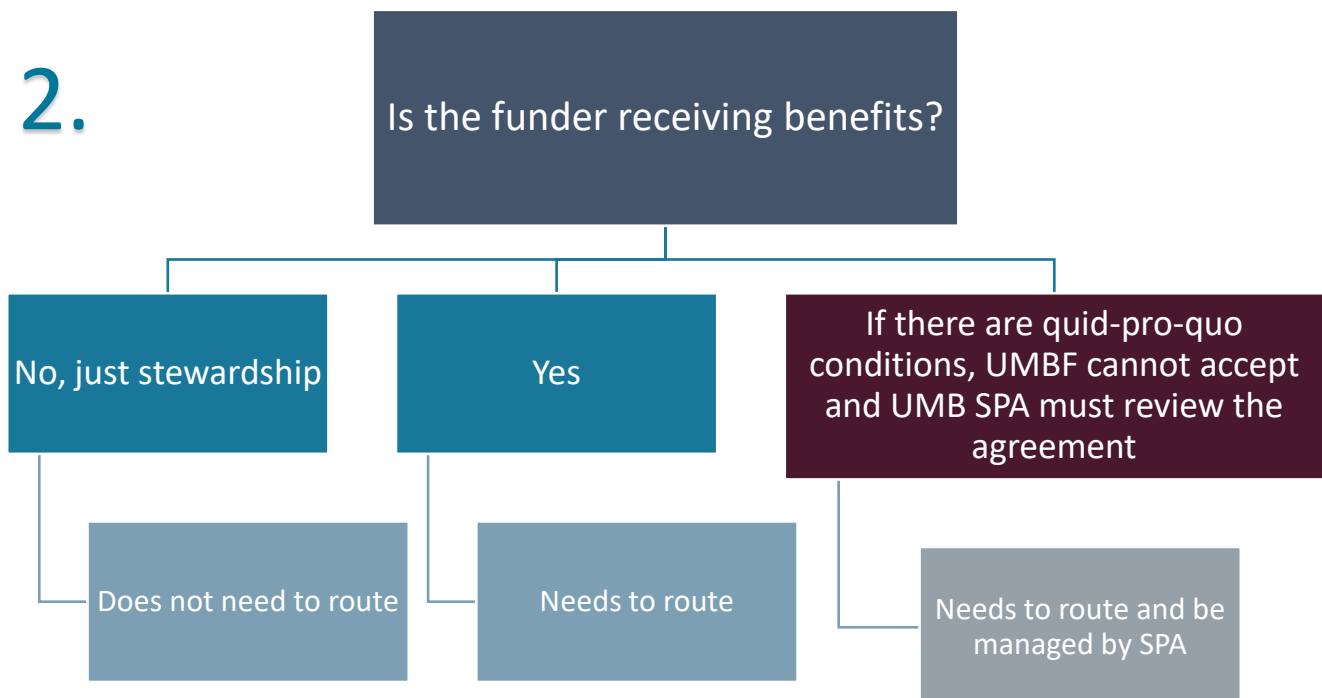 2.
Is the funder receiving benefits?
No, just stewardship
Yes
If there are quid-pro-quo
conditions, UMBF cannot accept
and UMB SPA must review the
agreement
Does not need to route
Needs to route
Needs to route and be
managed by SPA